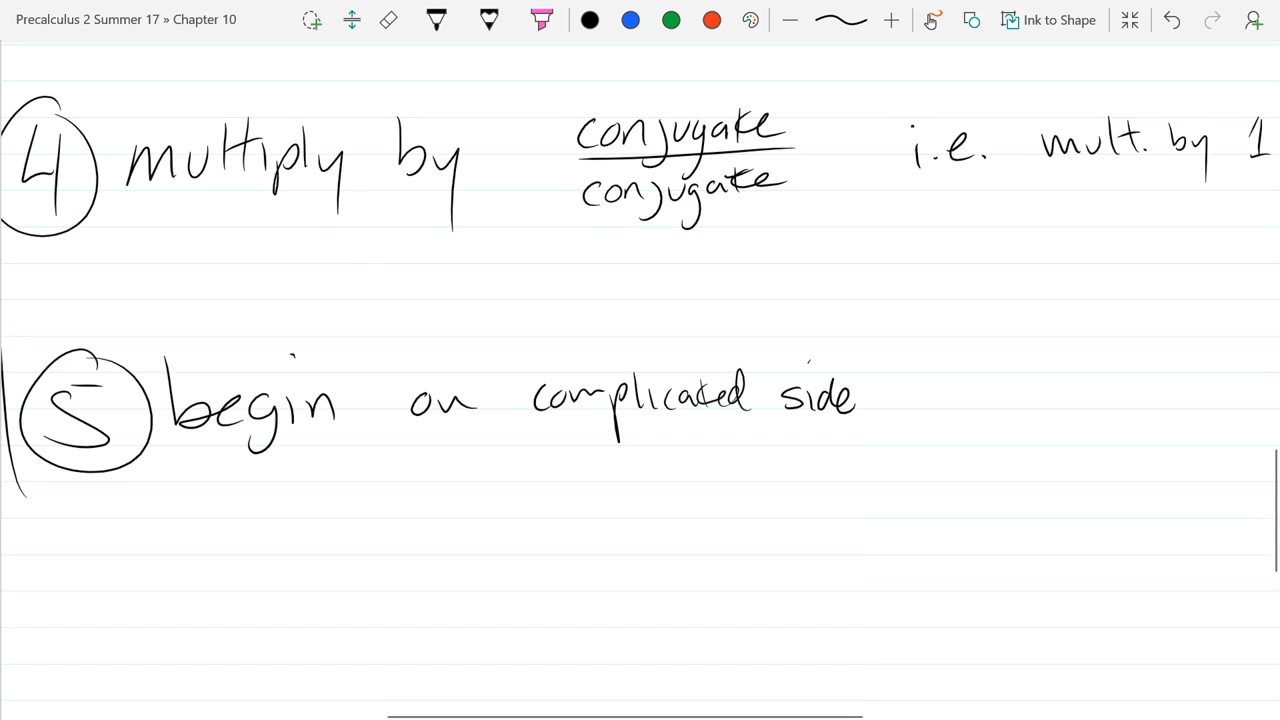 Precalculus 2 Summer 17 » Chapter 10
Ink to Shape
4 multiply by conjugate / conjugate i.e. mult. by 1
5 begin on complicated side